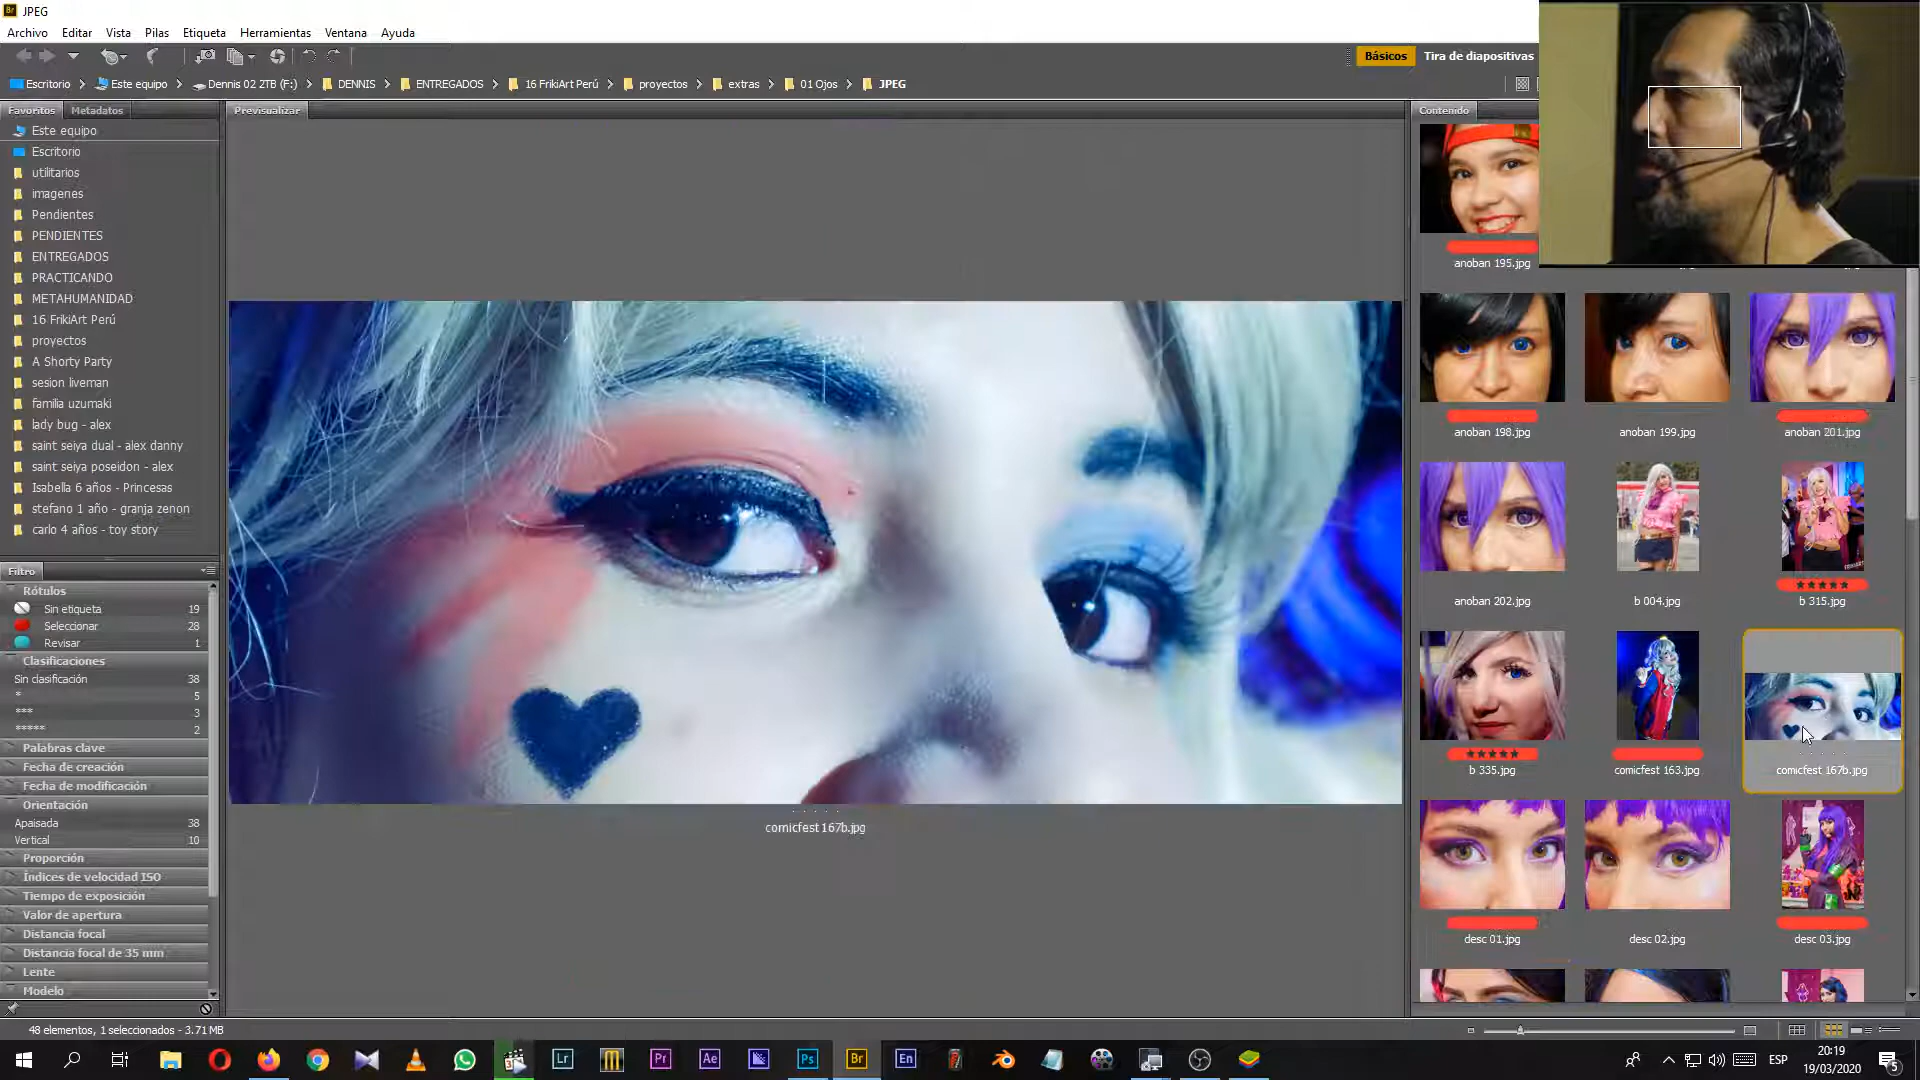 Br JPEG
Archivo Editar Vista Pilas Etiqueta Herramientas Ventana Ayuda
Básicos Tira de diapositivas
Escritorio Este equipo Dennis 02 2TB (F:) DENNIS ENTREGADOS 16 FrikiArt Perú proyectos extras 01 Ojos JPEG
Favoritos Metadatos
Este equipo
Escritorio
utilitarios
imagenes
Pendientes
PENDIENTES
ENTREGADOS
PRACTICANDO
METAHUMANIDAD
16 FrikiArt Perú
proyectos
A Shorty Party
sesion liveman
familia uzumaki
lady bug - alex
saint seiya dual - alex danny
saint seiya poseidon - alex
Isabella 6 años - Princesas
stefano 1 año - granja zenon
carlo 4 años - toy story
Filtro
Rótulos
Sin etiqueta 19
Seleccionar 28
Revisar 1
Clasificaciones
Sin clasificación 38
* 5
*** 3
***** 2
Palabras clave
Fecha de creación
Fecha de modificación
Orientación
Apaisada 38
Vertical 10
Proporción
Índices de velocidad ISO
Tiempo de exposición
Valor de apertura
Distancia focal
Distancia focal de 35 mm
Lente
Modelo
Previsualizar
comicfest 167b.jpg
Contenido
anoban 195.jpg
anoban 198.jpg anoban 199.jpg anoban 201.jpg
anoban 202.jpg b 004.jpg b 315.jpg
b 335.jpg comicfest 163.jpg comicfest 167b.jpg
desc 01.jpg desc 02.jpg desc 03.jpg
48 elementos, 1 seleccionados - 3.71 MB
Lr Pr Ae Ps Br En
ESP
20:19
19/03/2020
5